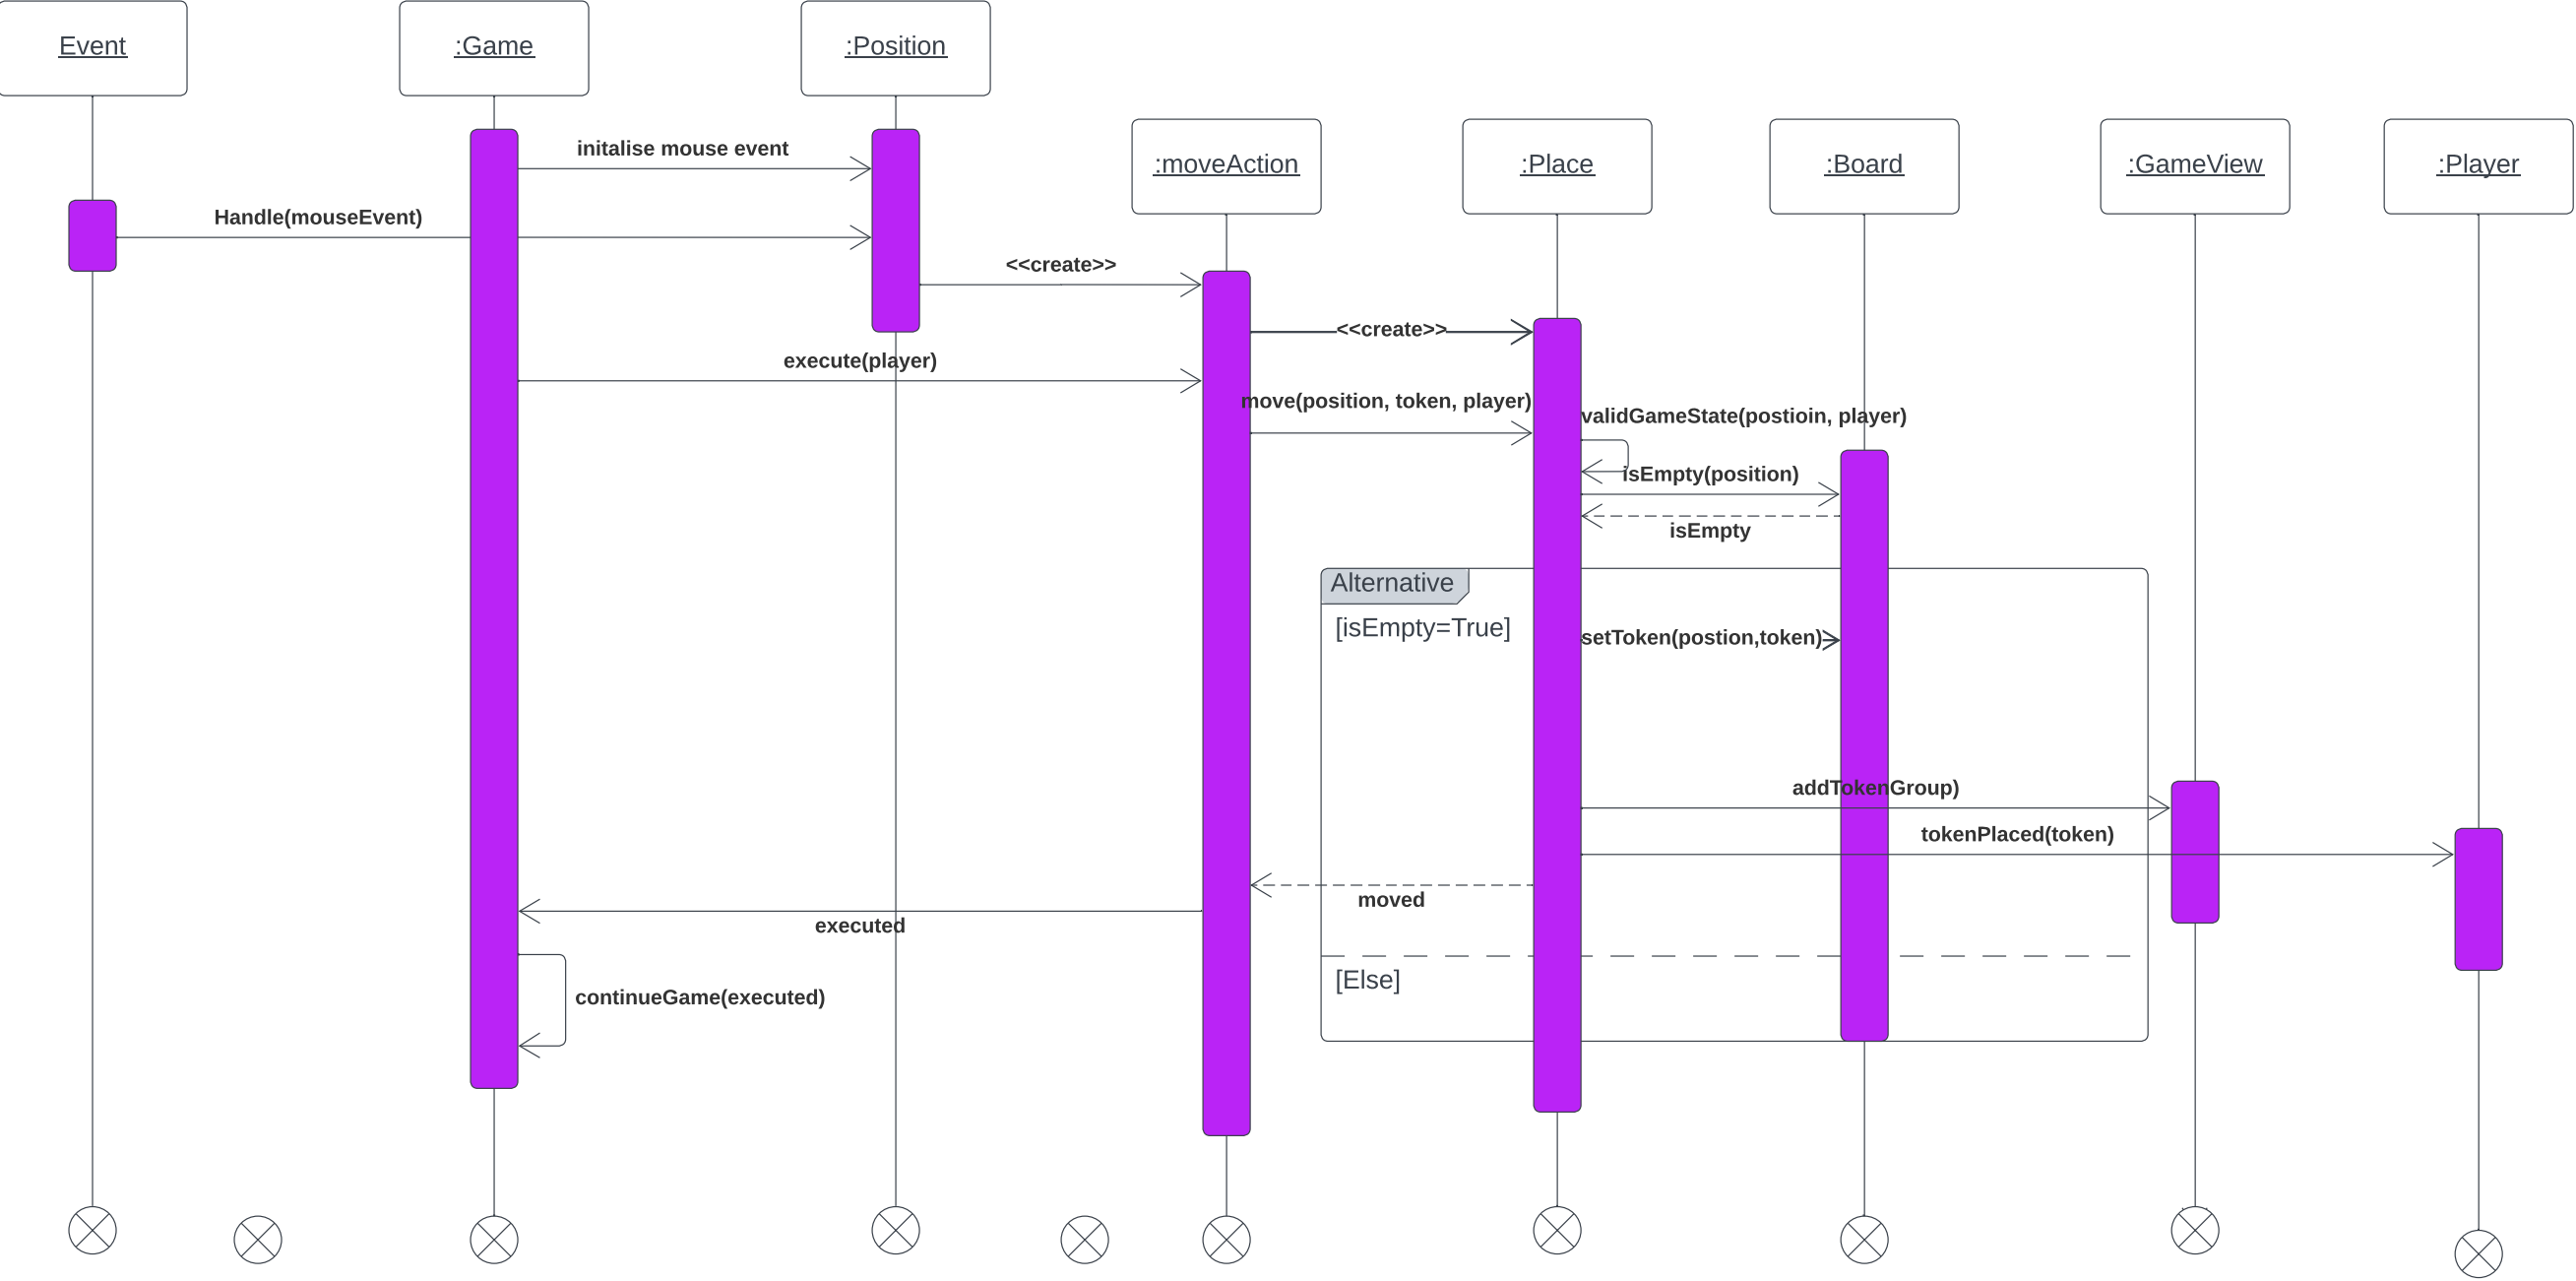 Event
:Game
:Position
:moveAction
:Place
:Board
:GameView
:Player
initalise mouse event
Handle(mouseEvent)
<<create>>
<<create>>
execute(player)
move(position, token, player)
validGameState(postioin, player)
isEmpty(position)
isEmpty
Alternative
[isEmpty=True]
setToken(postion,token)
addTokenGroup)
tokenPlaced(token)
moved
executed
[Else]
continueGame(executed)